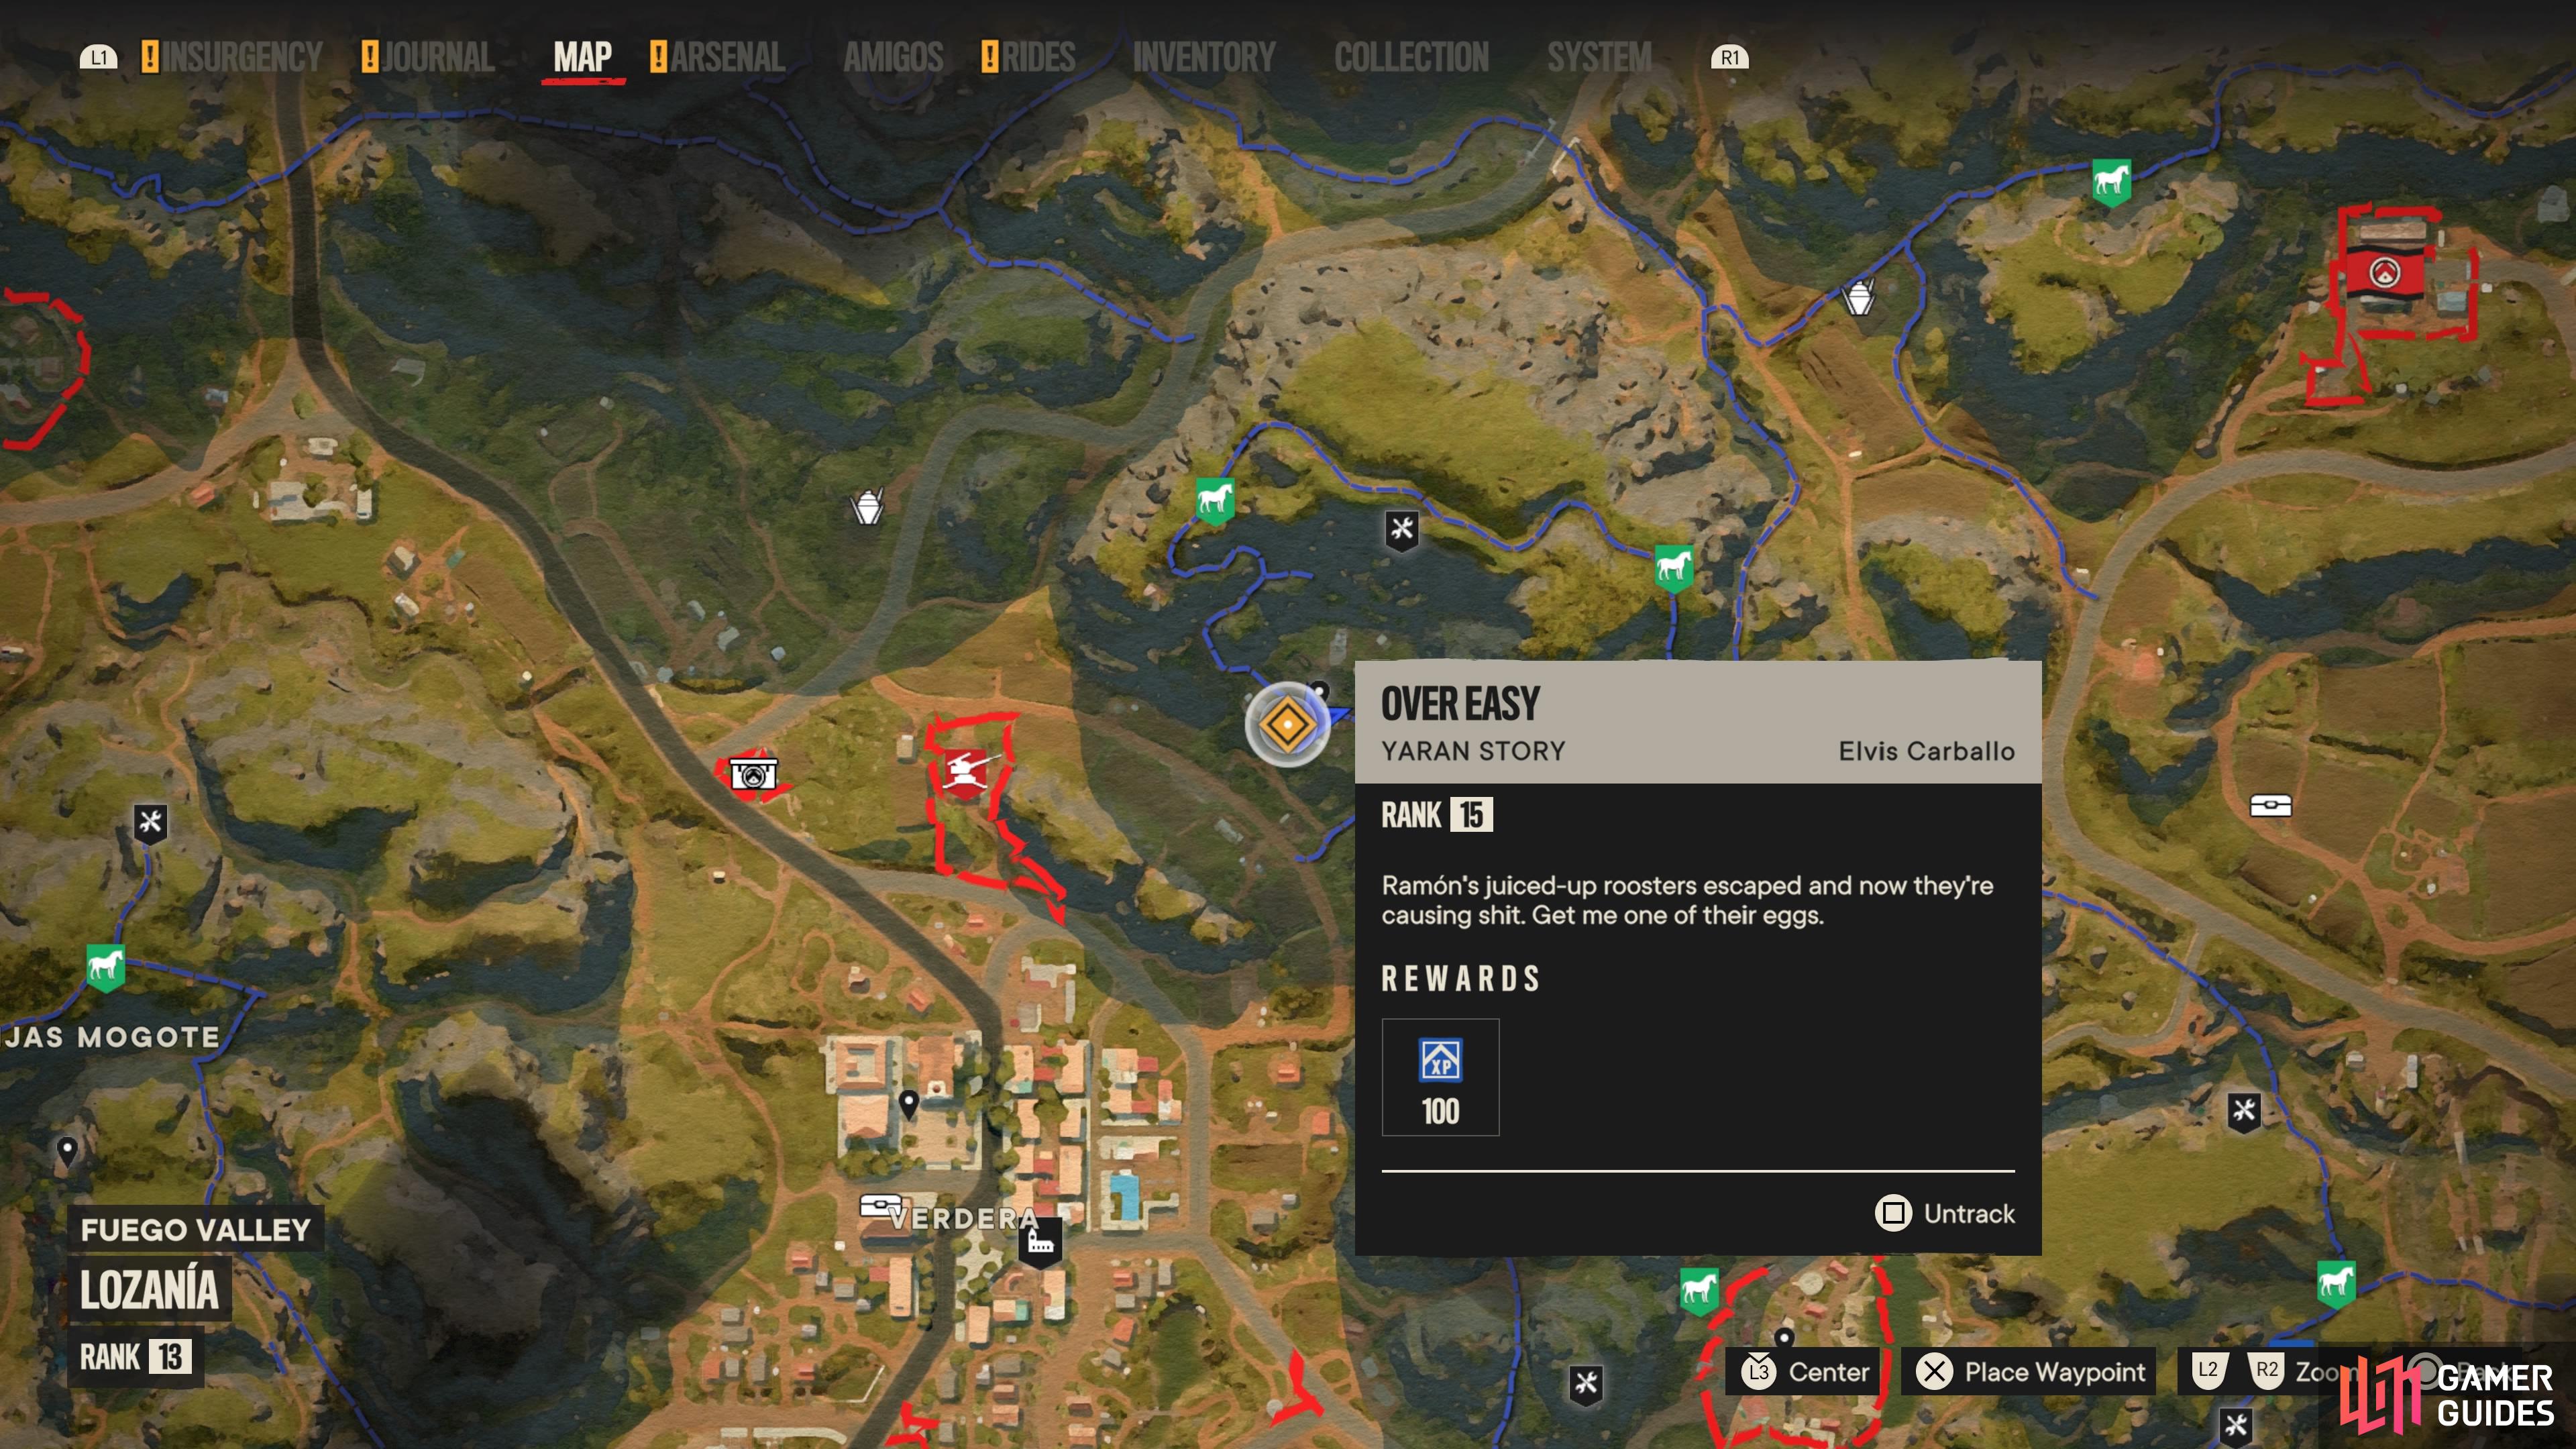 L1 INSURGENCY JOURNAL MAP ARSENAL AMIGOS RIDES INVENTORY COLLECTION SYSTEM R1
OVER EASY
YARAN STORY Elvis Carballo
RANK 15
Ramón's juiced-up roosters escaped and now they're
causing shit. Get me one of their eggs.
REWARDS
XP
100
Untrack
JAS MOGOTE
VERDERA
FUEGO VALLEY
LOZANÍA
RANK 13
L3 Center Place Waypoint L2 R2 Zoom
GAMER
GUIDES